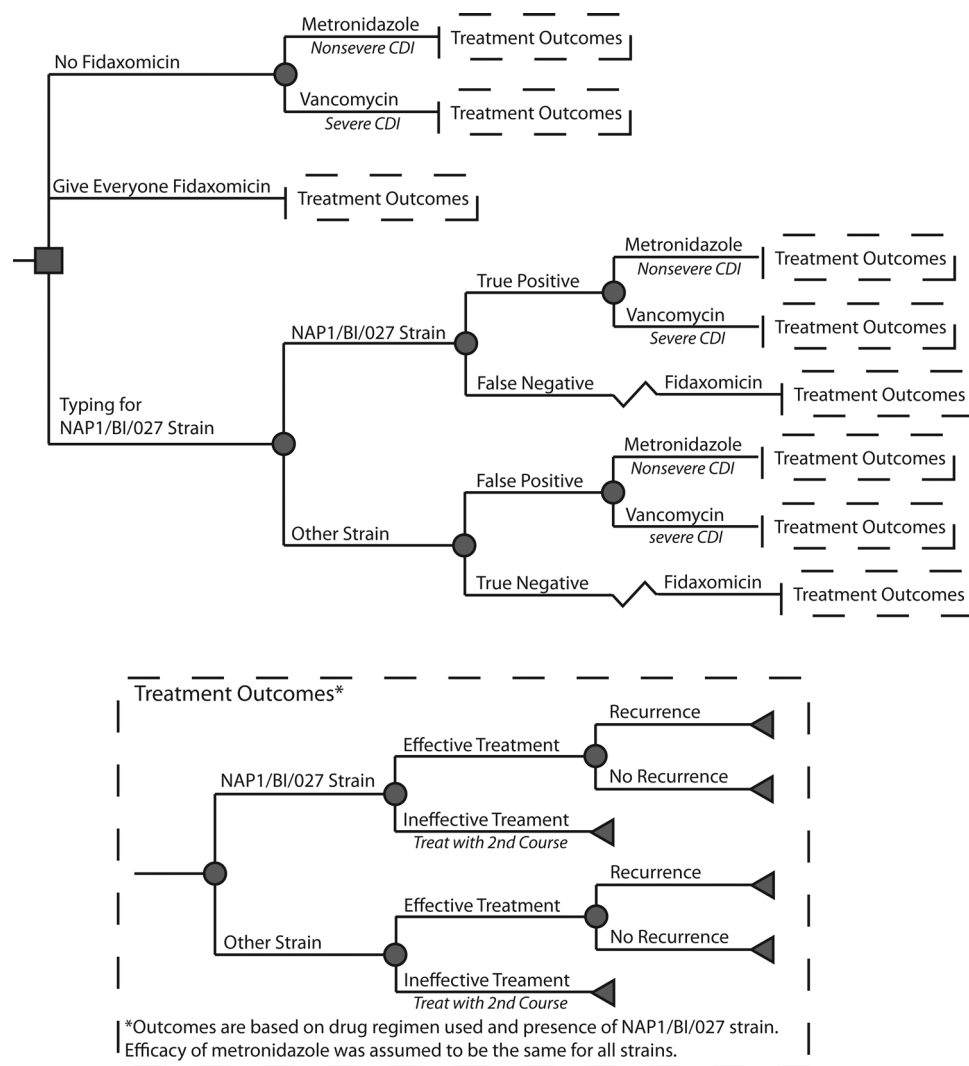 Metronidazole
Nonsevere CDI
Treatment Outcomes
No Fidaxomicin
Vancomycin
Severe CDI
Treatment Outcomes
Give Everyone Fidaxomicin
Treatment Outcomes
Metronidazole
Nonsevere CDI
Treatment Outcomes
True Positive
Vancomycin
Severe CDI
Treatment Outcomes
NAP1/BI/027 Strain
False Negative
Fidaxomicin
Treatment Outcomes
Typing for
NAP1/BI/027 Strain
Metronidazole
Nonsevere CDI
Treatment Outcomes
False Positive
Vancomycin
severe CDI
Treatment Outcomes
Other Strain
True Negative
Fidaxomicin
Treatment Outcomes
Treatment Outcomes*
Recurrence
Effective Treatment
No Recurrence
NAP1/BI/027 Strain
Ineffective Treament
Treat with 2nd Course
Recurrence
Effective Treatment
No Recurrence
Other Strain
Ineffective Treament
Treat with 2nd Course
*Outcomes are based on drug regimen used and presence of NAP1/BI/027 strain.
Efficacy of metronidazole was assumed to be the same for all strains.